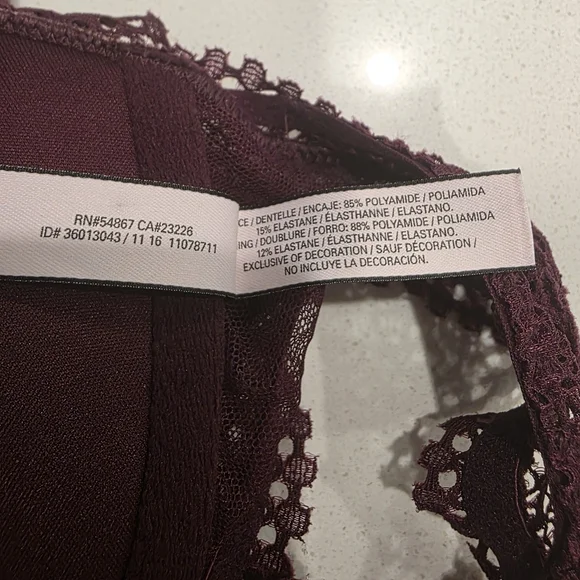 RN#54867 CA#23226
ID# 36013043 / 11 16 11078711
CE / DENTELLE / ENCAJE: 85% POLYAMIDE / POLIAMIDA
15% ELASTANE / ÉLASTHANNE / ELASTANO.
ING / DOUBLURE / FORRO: 88% POLYAMIDE / POLIAMIDA
12% ELASTANE / ÉLASTHANNE / ELASTANO.
EXCLUSIVE OF DECORATION / SAUF DÉCORATION /
NO INCLUYE LA DECORACIÓN.